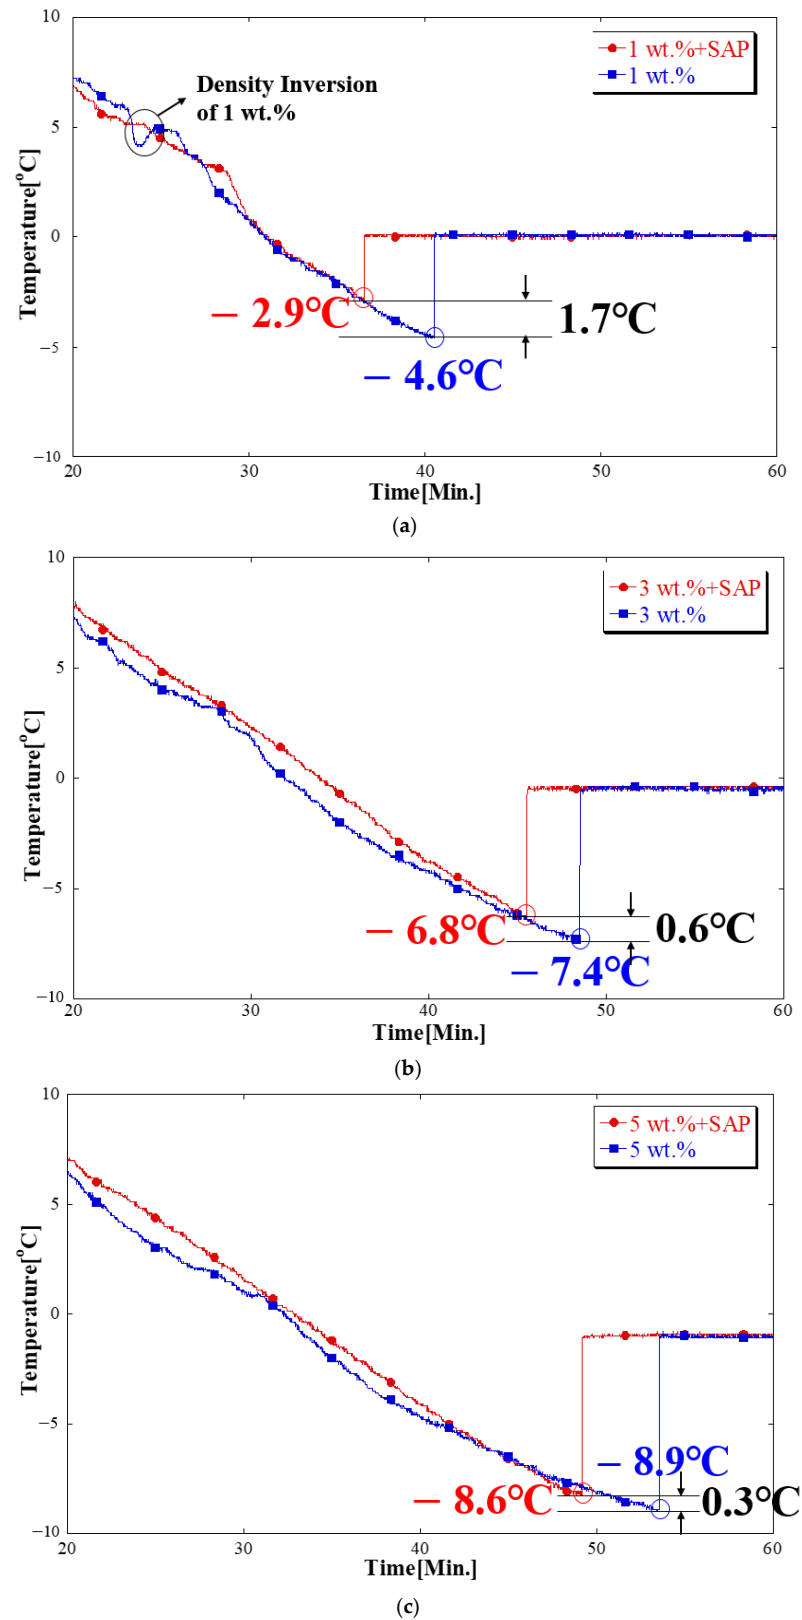 10
1 wt.%+SAP
1 wt.%
Density Inversion
of 1 wt.%
5
0
− 2.9℃
1.7℃
−5
− 4.6℃
−10
20
30
40
50
60
Temperature[°C]
Time[Min.]
(a)
10
3 wt.%+SAP
3 wt.%
5
0
−5
− 6.8℃
0.6℃
− 7.4℃
−10
20
30
40
50
60
Temperature[°C]
Time[Min.]
(b)
10
5 wt.%+SAP
5 wt.%
5
0
−5
− 8.9℃
− 8.6℃
0.3℃
−10
20
30
40
50
60
Temperature[°C]
Time[Min.]
(c)